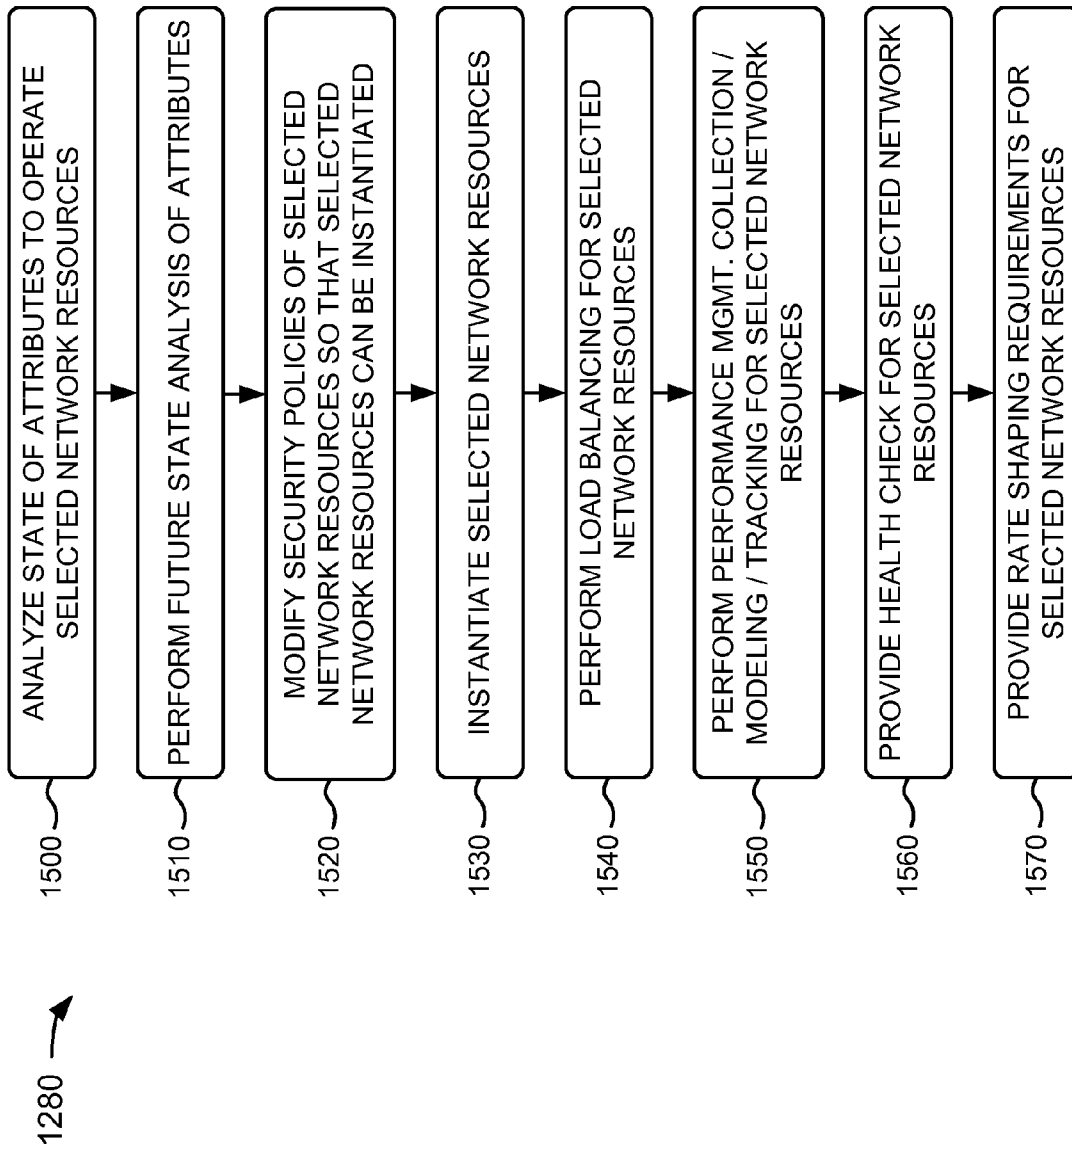 1280
1500
ANALYZE STATE OF ATTRIBUTES TO OPERATE
SELECTED NETWORK RESOURCES
1510
PERFORM FUTURE STATE ANALYSIS OF ATTRIBUTES
1520
MODIFY SECURITY POLICIES OF SELECTED
NETWORK RESOURCES SO THAT SELECTED
NETWORK RESOURCES CAN BE INSTANTIATED
1530
INSTANTIATE SELECTED NETWORK RESOURCES
1540
PERFORM LOAD BALANCING FOR SELECTED
NETWORK RESOURCES
1550
PERFORM PERFORMANCE MGMT. COLLECTION /
MODELING / TRACKING FOR SELECTED NETWORK
RESOURCES
1560
PROVIDE HEALTH CHECK FOR SELECTED NETWORK
RESOURCES
1570
PROVIDE RATE SHAPING REQUIREMENTS FOR
SELECTED NETWORK RESOURCES